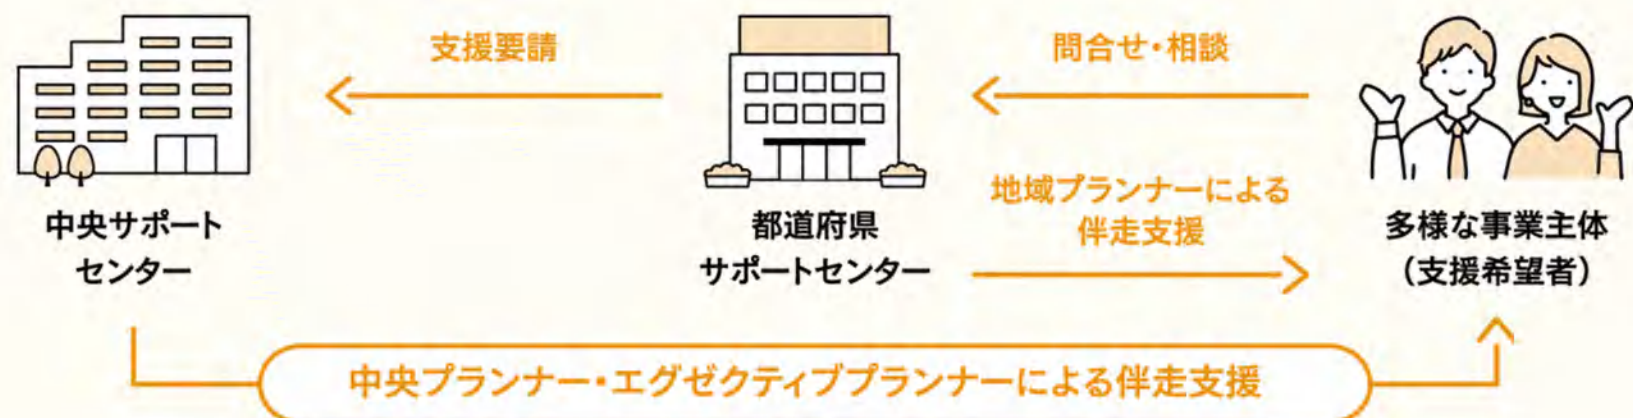 支援要請
問合せ・相談
地域プランナーによる
伴走支援
中央サポート
センター
都道府県
サポートセンター
多様な事業主体
（支援希望者）
中央プランナー・エグゼクティブプランナーによる伴走支援